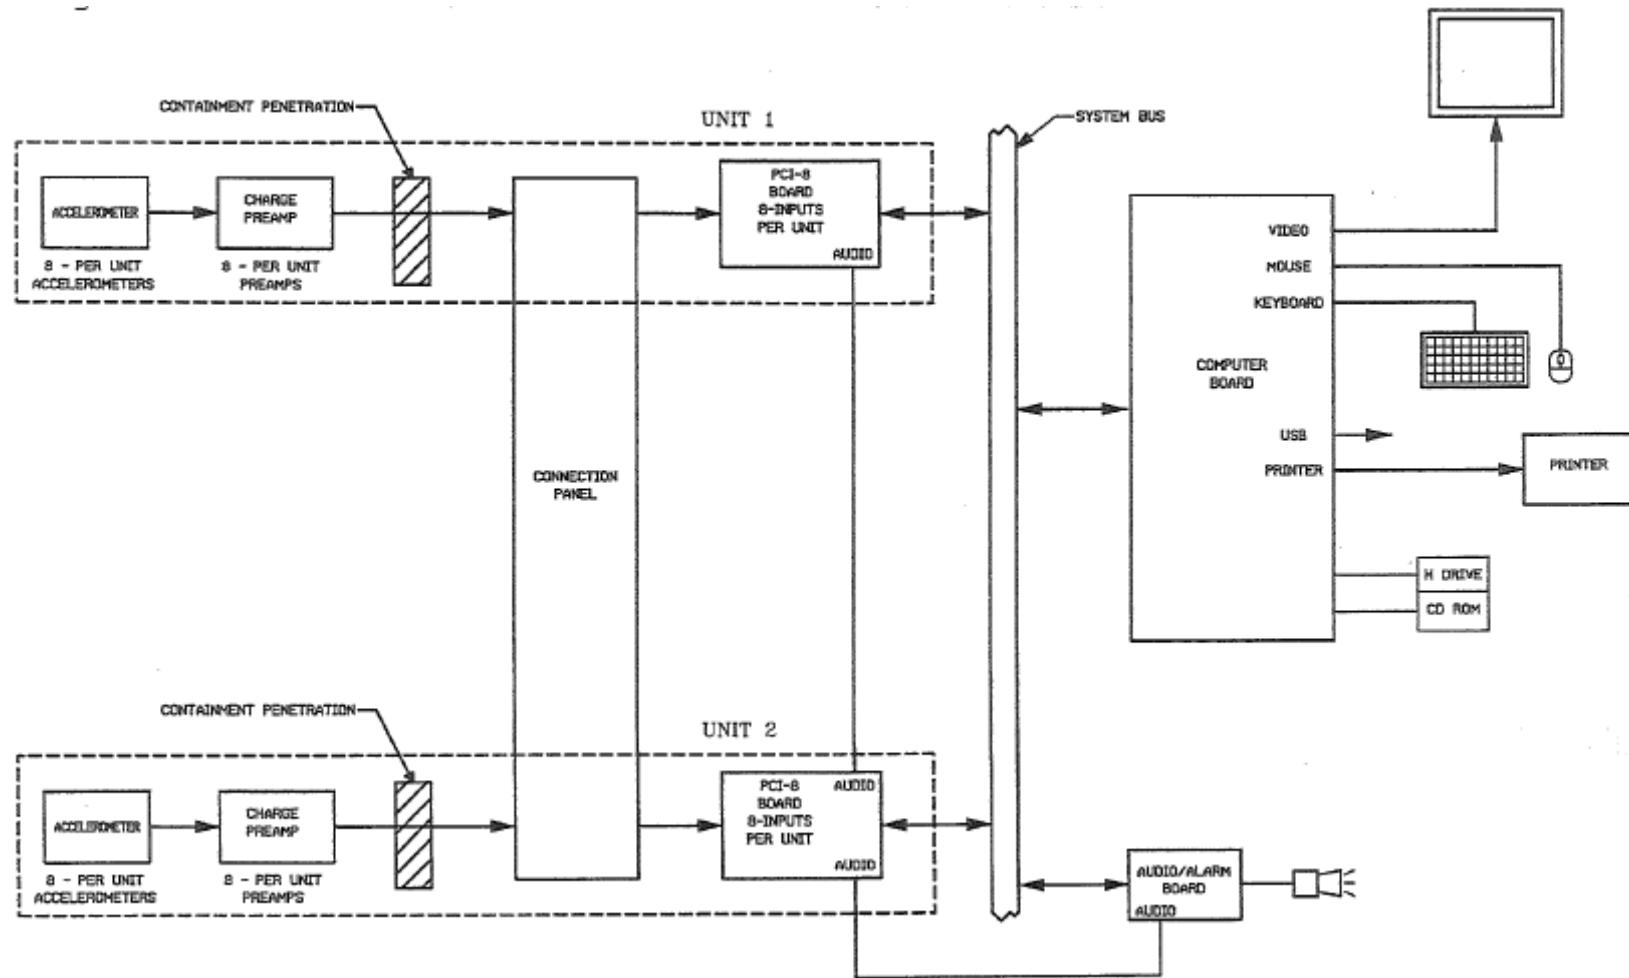 CONTAINMENT PENETRATION
UNIT 1
SYSTEM BUS
ACCELEROMETER
8 - PER UNIT
ACCELEROMETERS
CHARGE
PREAMP
8 - PER UNIT
PREAMPS
PCI-8
BOARD
8-INPUTS
PER UNIT
AUDIO
VIDEO
MOUSE
KEYBOARD
COMPUTER
BOARD
USB
PRINTER
PRINTER
H DRIVE
CD ROM
CONNECTION
PANEL
CONTAINMENT PENETRATION
UNIT 2
ACCELEROMETER
8 - PER UNIT
ACCELEROMETERS
CHARGE
PREAMP
8 - PER UNIT
PREAMPS
PCI-8
BOARD
8-INPUTS
PER UNIT
AUDIO
AUDIO
AUDIO/ALARM
BOARD
AUDIO